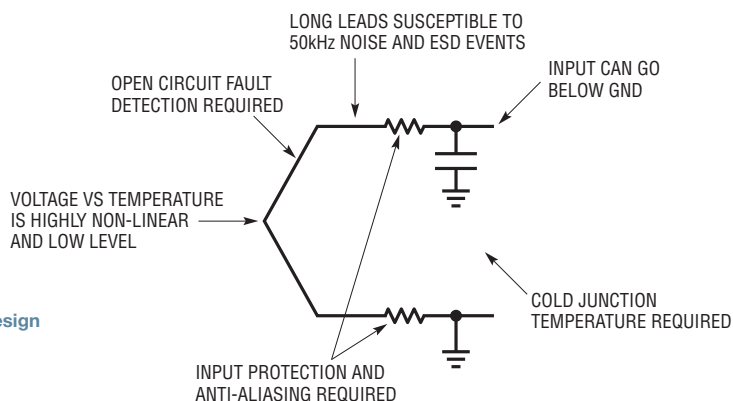 LONG LEADS SUSCEPTIBLE TO
50kHz NOISE AND ESD EVENTS
OPEN CIRCUIT FAULT
DETECTION REQUIRED
INPUT CAN GO
BELOW GND
VOLTAGE VS TEMPERATURE
IS HIGHLY NON-LINEAR
AND LOW LEVEL
COLD JUNCTION
TEMPERATURE REQUIRED
esign
INPUT PROTECTION AND
ANTI-ALIASING REQUIRED